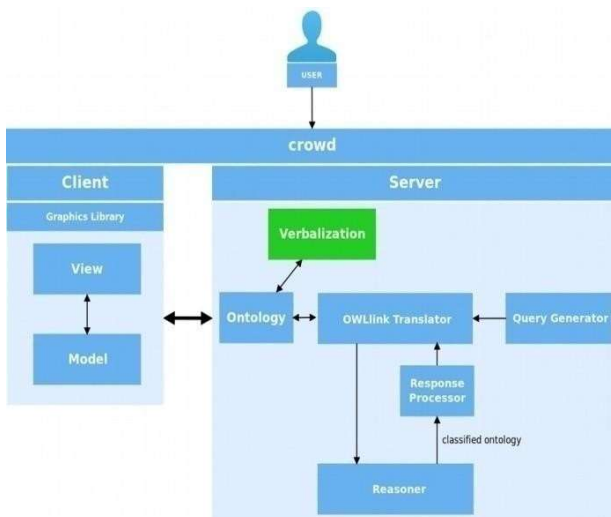 USER
crowd
Client
Server
Graphics Library
Verbalization
View
Ontology
OWLlink Translator
Query Generator
Model
Response
Processor
classified ontology
Reasoner